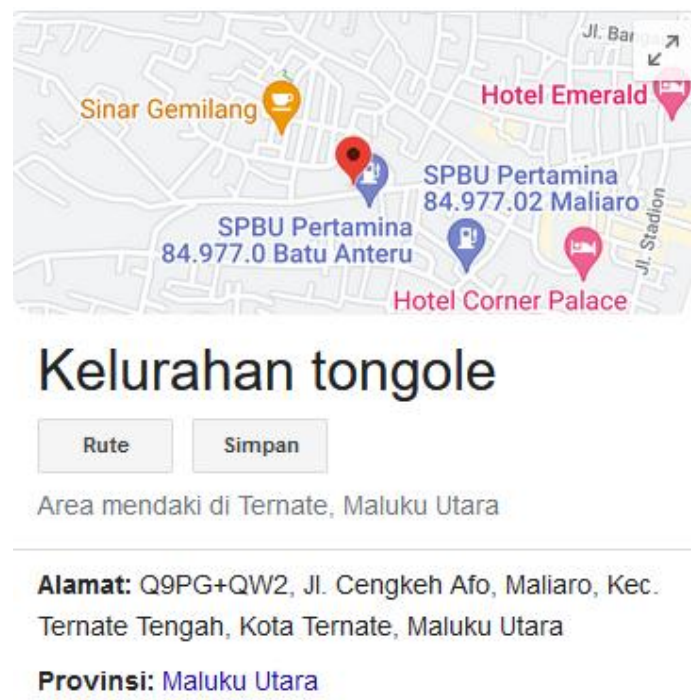 Jl. Ban
Sinar Gemilang
Hotel Emerald
SPBU Pertamina
84.977.02 Maliaro
SPBU Pertamina
84.977.0 Batu Anteru
Jl. Stadion
Hotel Corner Palace
Kelurahan tongole
Rute
Simpan
Area mendaki di Ternate, Maluku Utara
Alamat: Q9PG+QW2, Jl. Cengkeh Afo, Maliaro, Kec.
Ternate Tengah, Kota Ternate, Maluku Utara
Provinsi: Maluku Utara